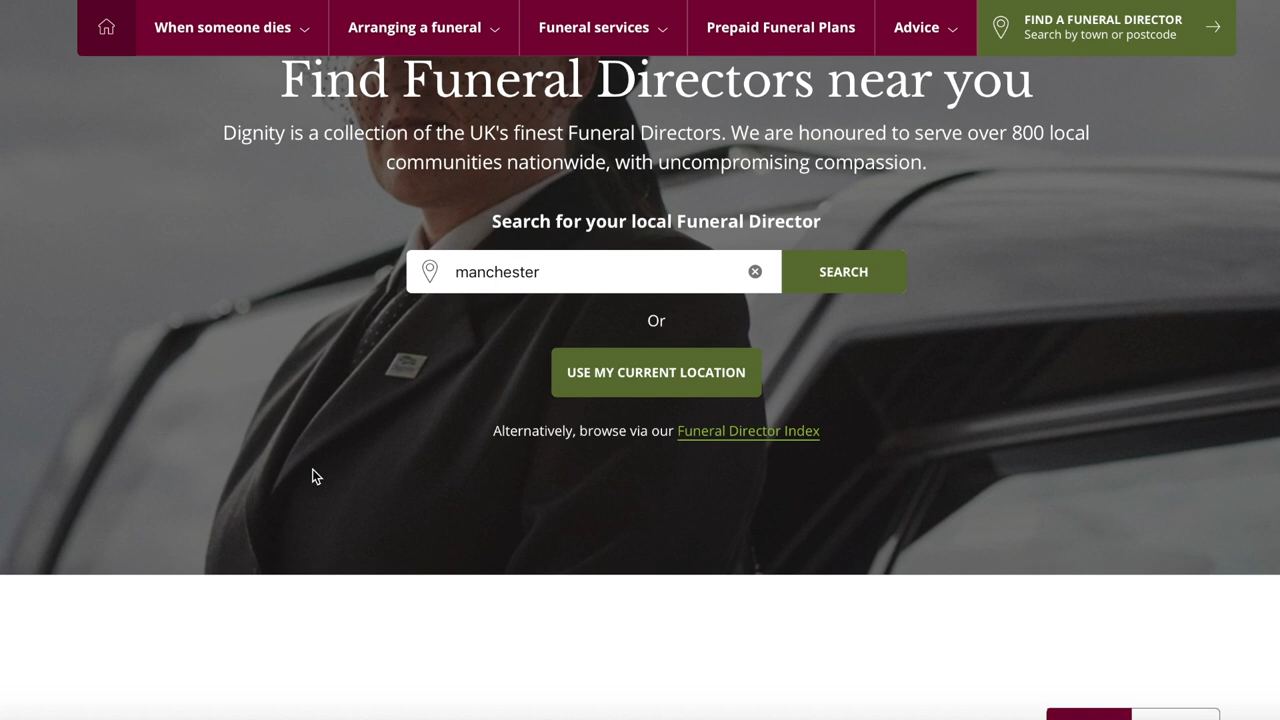 When someone dies
Arranging a funeral
Funeral services
Prepaid Funeral Plans
Advice
FIND A FUNERAL DIRECTOR
Search by town or postcode
Find Funeral Directors near you
Dignity is a collection of the UK's finest Funeral Directors. We are honoured to serve over 800 local
communities nationwide, with uncompromising compassion.
Search for your local Funeral Director
manchester
SEARCH
Or
USE MY CURRENT LOCATION
Alternatively, browse via our Funeral Director Index